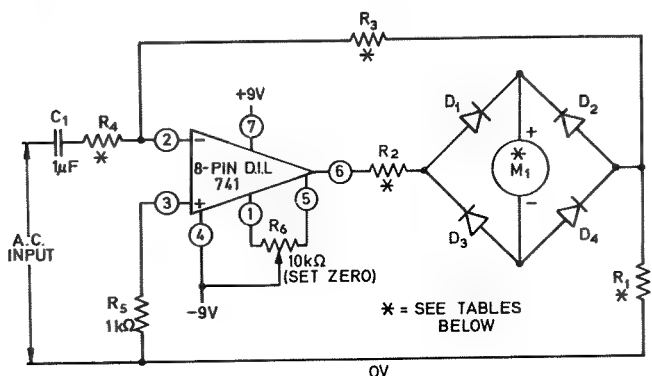 R3
*
D1
D2
+9V
C1
R4
1μF
*
2
−
7
8-PIN D.I.L
741
6
R2
*
+
*
M1
−
3
+
4
1
5
R6
10kΩ
(SET ZERO)
D3
D4
A.C.
INPUT
R5
1kΩ
−9V
* = SEE TABLES
BELOW
R1
*
0V